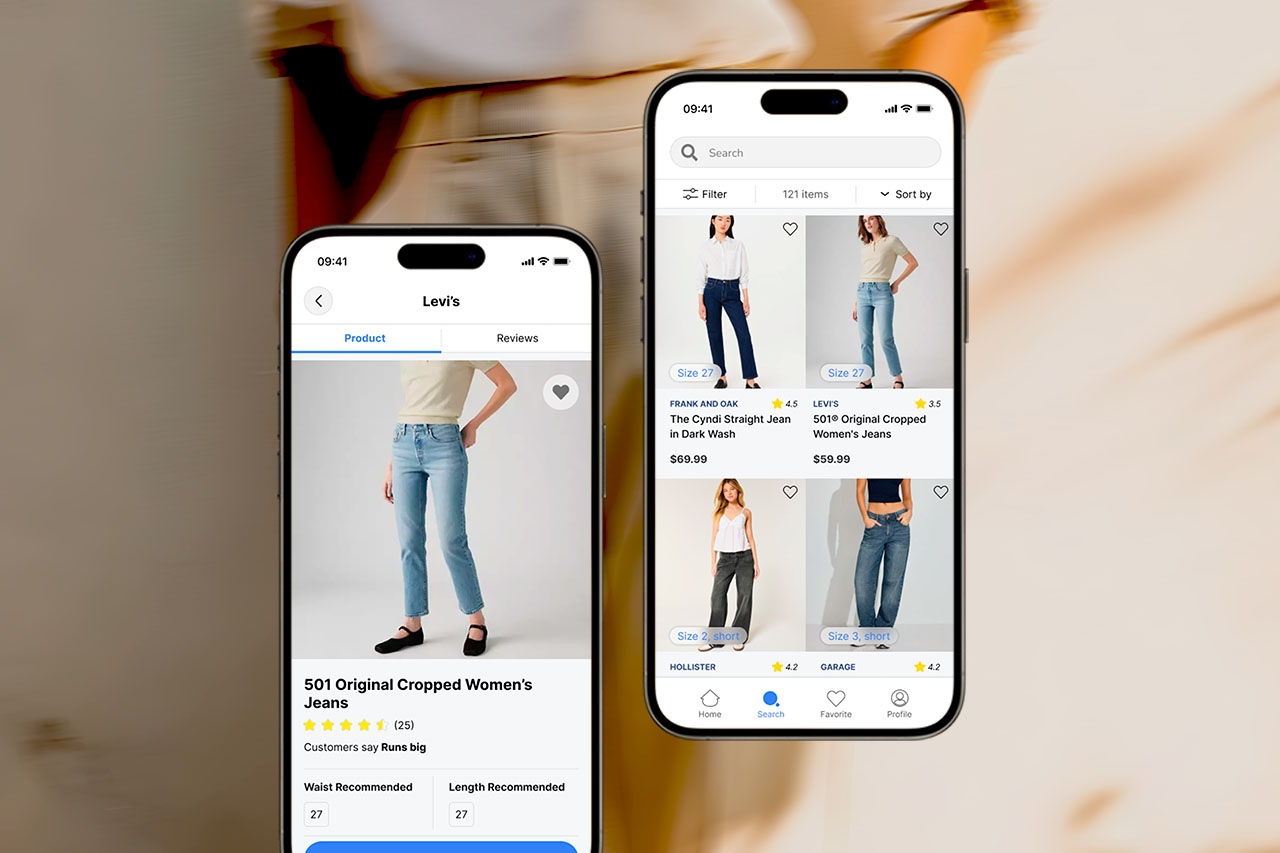 09:41
Levi's
Product
Reviews
501 Original Cropped Women's
Jeans
(25)
Customers say Runs big
Waist Recommended
Length Recommended
27
27
09:41
Search
Filter
121 items
Sort by
Size 27
Size 27
FRANK AND OAK
4.5
LEVI'S
3.5
The Cyndi Straight Jean
in Dark Wash
501® Original Cropped
Women's Jeans
$69.99
$59.99
Size 2, short
Size 3, short
HOLLISTER
4.2
GARAGE
4.2
Home
Search
Favorite
Profile